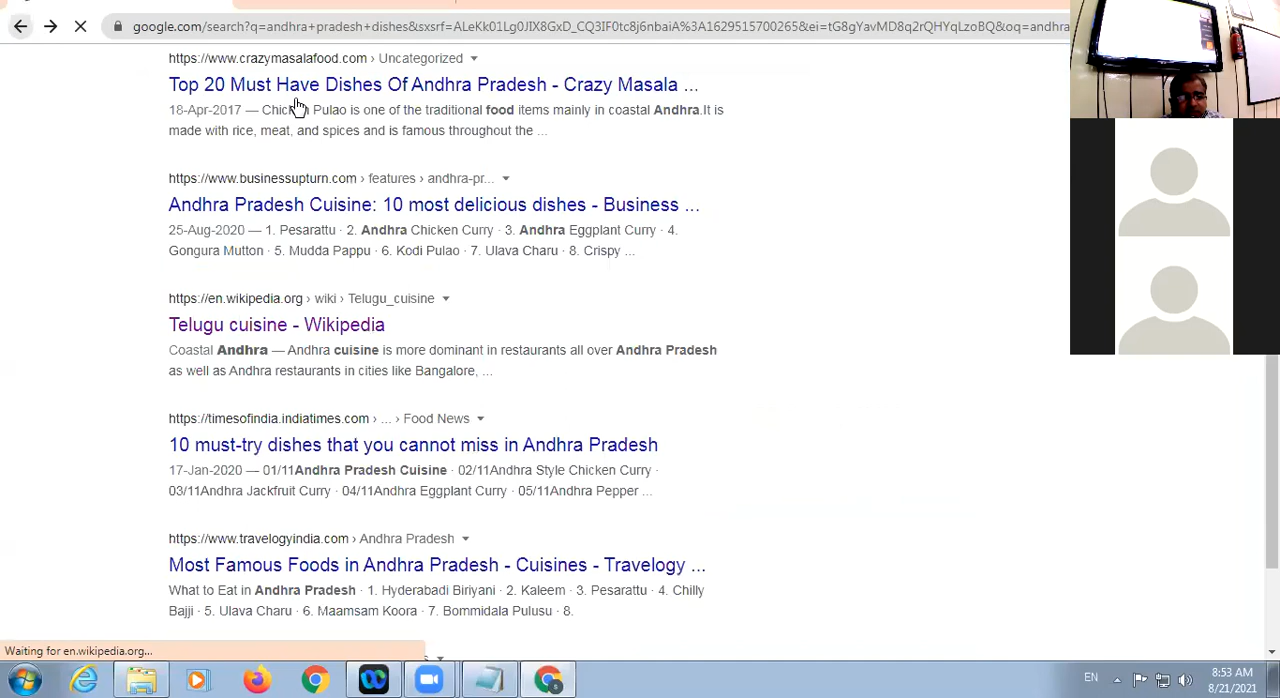 google.com/search?q=andhra+pradesh+dishes&sxsrf=ALeKk01Lg0JIX8GxD_CQ3IF0tc8j6nbaiA%3A1629515700265&ei=tG8gYavMD8q2rQHYqLzoBQ&oq=andhra
https://www.crazymasalafood.com › Uncategorized
Top 20 Must Have Dishes Of Andhra Pradesh - Crazy Masala ...
18-Apr-2017 — Chicken Pulao is one of the traditional food items mainly in coastal Andhra.It is
made with rice, meat, and spices and is famous throughout the ...
https://www.businessupturn.com › features › andhra-pr...
Andhra Pradesh Cuisine: 10 most delicious dishes - Business ...
25-Aug-2020 — 1. Pesarattu · 2. Andhra Chicken Curry · 3. Andhra Eggplant Curry · 4.
Gongura Mutton · 5. Mudda Pappu · 6. Kodi Pulao · 7. Ulava Charu · 8. Crispy ...
https://en.wikipedia.org › wiki › Telugu_cuisine
Telugu cuisine - Wikipedia
Coastal Andhra — Andhra cuisine is more dominant in restaurants all over Andhra Pradesh
as well as Andhra restaurants in cities like Bangalore, ...
https://timesofindia.indiatimes.com › ... › Food News
10 must-try dishes that you cannot miss in Andhra Pradesh
17-Jan-2020 — 01/11Andhra Pradesh Cuisine · 02/11Andhra Style Chicken Curry ·
03/11Andhra Jackfruit Curry · 04/11Andhra Eggplant Curry · 05/11Andhra Pepper ...
https://www.travelogyindia.com › Andhra Pradesh
Most Famous Foods in Andhra Pradesh - Cuisines - Travelogy ...
What to Eat in Andhra Pradesh · 1. Hyderabadi Biriyani · 2. Kaleem · 3. Pesarattu · 4. Chilly
Bajji · 5. Ulava Charu · 6. Maamsam Koora · 7. Bommidala Pulusu · 8.
Waiting for en.wikipedia.org...
EN
8:53 AM
8/21/2021